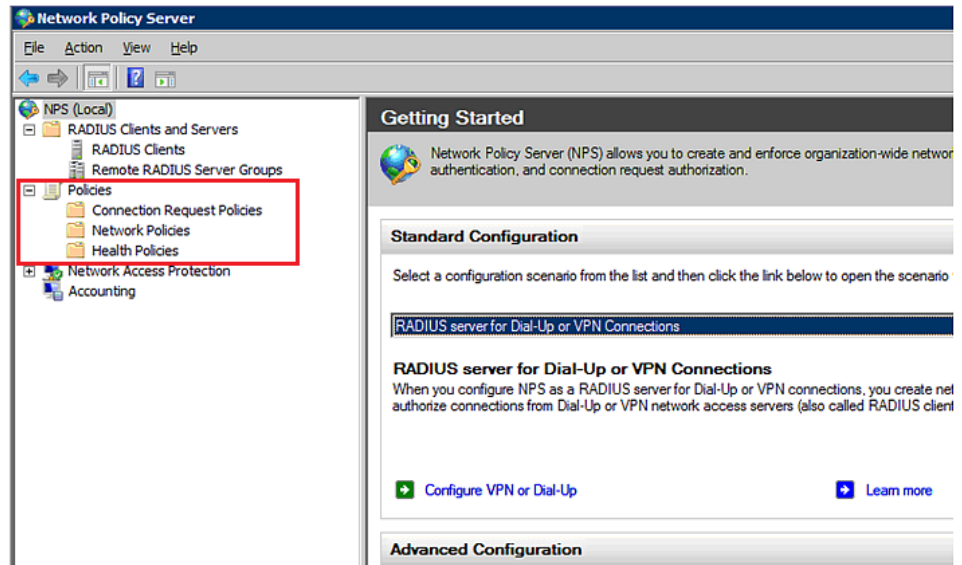 Network Policy Server
File Action View Help
NPS (Local)
RADIUS Clients and Servers
RADIUS Clients
Remote RADIUS Server Groups
Policies
Connection Request Policies
Network Policies
Health Policies
Network Access Protection
Accounting
Getting Started
Network Policy Server (NPS) allows you to create and enforce organization-wide networ
authentication, and connection request authorization.
Standard Configuration
Select a configuration scenario from the list and then click the link below to open the scenario
RADIUS server for Dial-Up or VPN Connections
RADIUS server for Dial-Up or VPN Connections
When you configure NPS as a RADIUS server for Dial-Up or VPN connections, you create net
authorize connections from Dial-Up or VPN network access servers (also called RADIUS client
Configure VPN or Dial-Up Learn more
Advanced Configuration